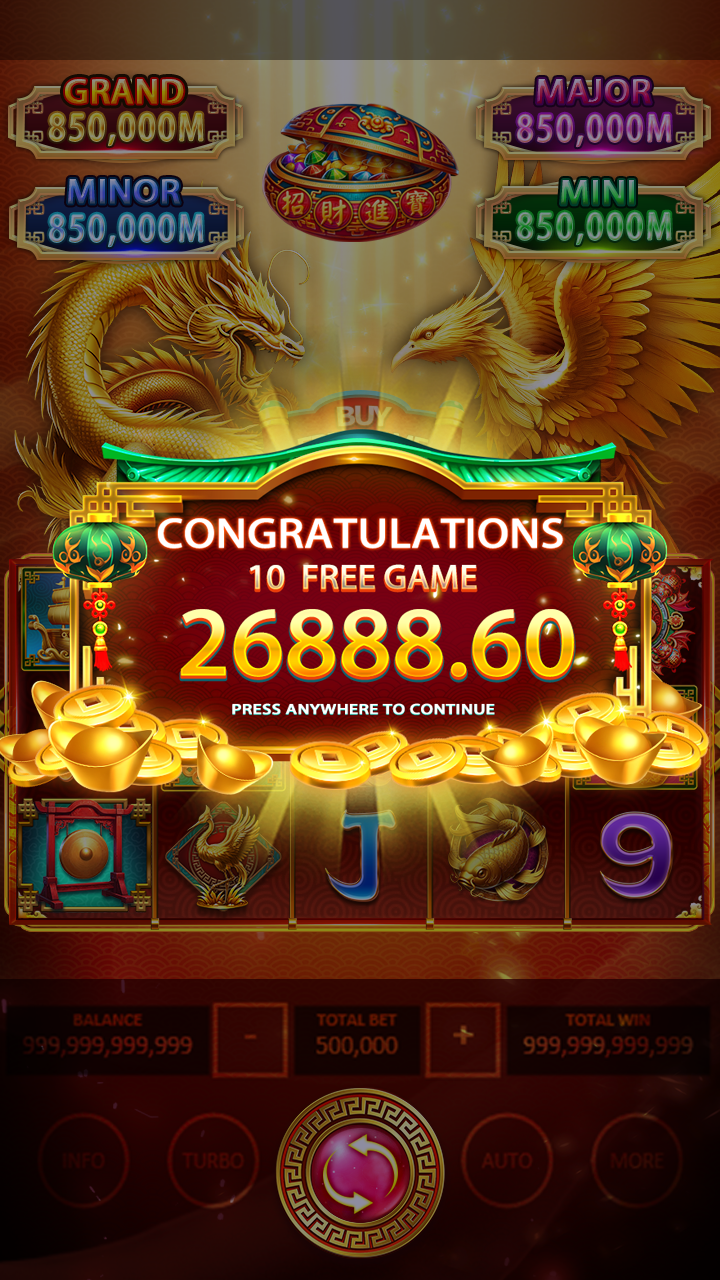 GRAND
850,000M
MAJOR
850,000M
MINOR
850,000M
MINI
850,000M
招財進寶
BUY
CONGRATULATIONS
10 FREE GAME
26888.60
PRESS ANYWHERE TO CONTINUE
J
9
BALANCE
999,999,999,999
-
TOTAL BET
500,000
+
TOTAL WIN
999,999,999,999
INFO
TURBO
AUTO
MORE